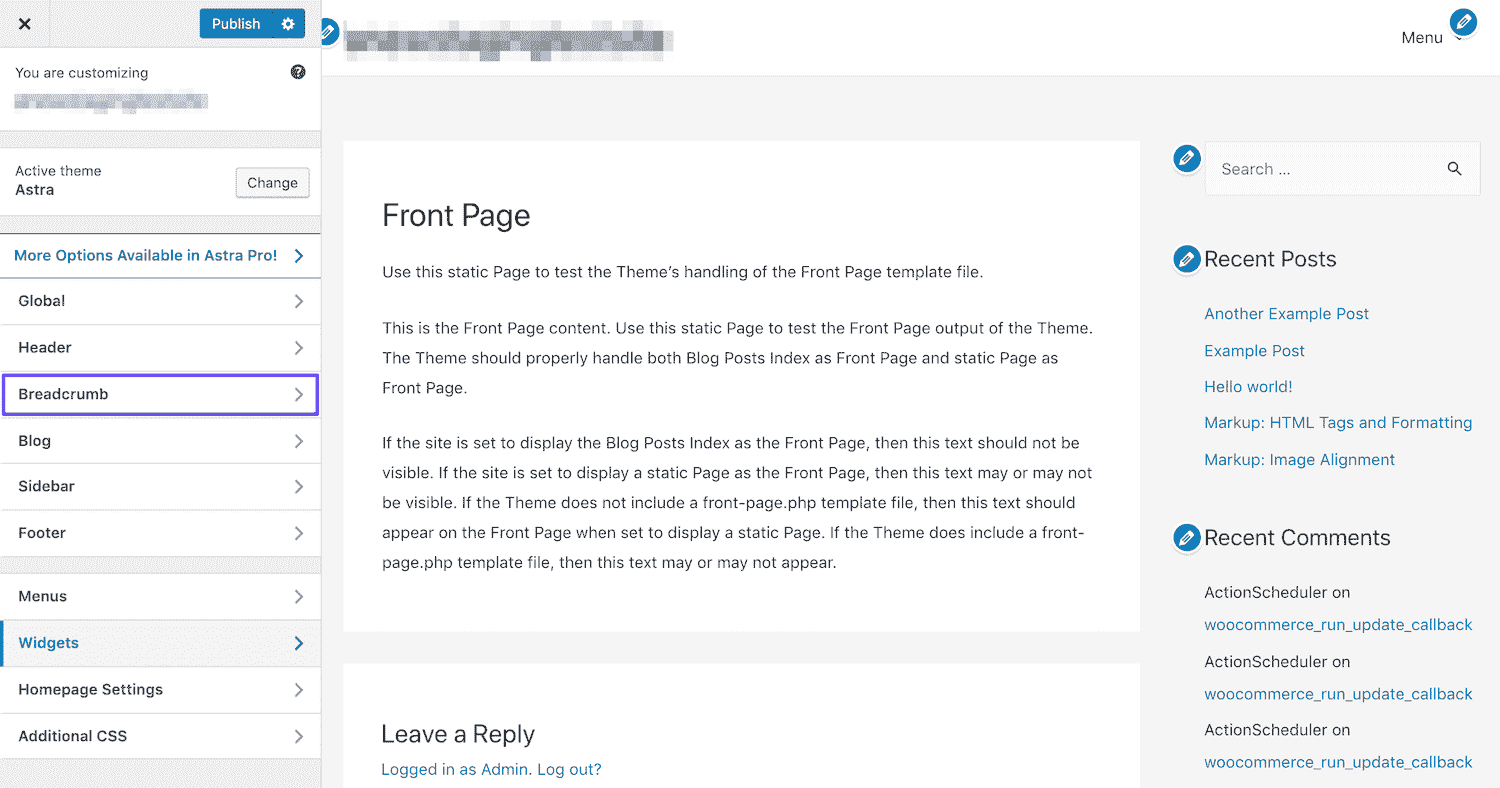 Publish
You are customizing
Active theme
Astra
Change
More Options Available in Astra Pro!
Global
Header
Breadcrumb
Blog
Sidebar
Footer
Menus
Widgets
Homepage Settings
Additional CSS
Menu
Front Page
Use this static Page to test the Theme’s handling of the Front Page template file.
This is the Front Page content. Use this static Page to test the Front Page output of the Theme.
The Theme should properly handle both Blog Posts Index as Front Page and static Page as
Front Page.
If the site is set to display the Blog Posts Index as the Front Page, then this text should not be
visible. If the site is set to display a static Page as the Front Page, then this text may or may not
be visible. If the Theme does not include a front-page.php template file, then this text should
appear on the Front Page when set to display a static Page. If the Theme does include a front-
page.php template file, then this text may or may not appear.
Leave a Reply
Logged in as Admin. Log out?
Search ...
Recent Posts
Another Example Post
Example Post
Hello world!
Markup: HTML Tags and Formatting
Markup: Image Alignment
Recent Comments
ActionScheduler on
woocommerce_run_update_callback
ActionScheduler on
woocommerce_run_update_callback
ActionScheduler on
woocommerce_run_update_callback